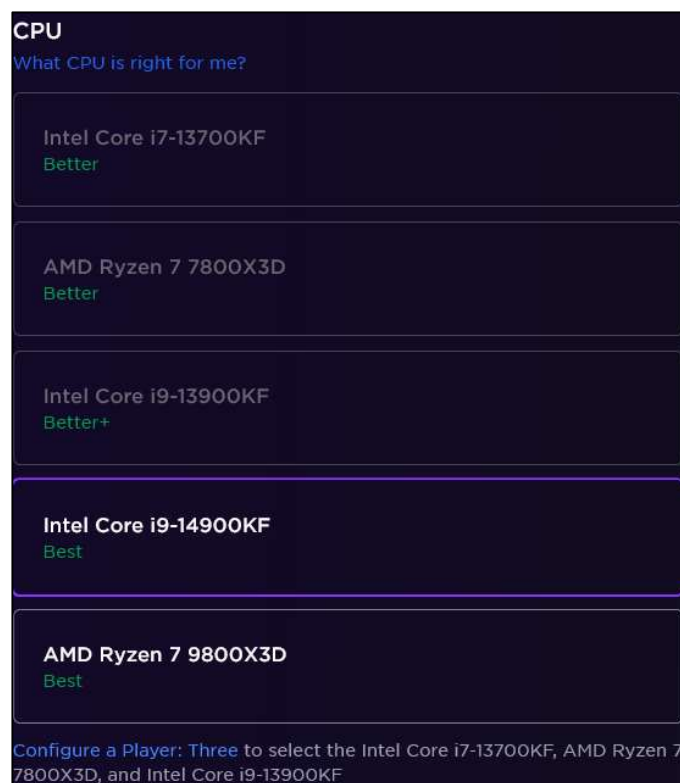 CPU
What CPU is right for me?
Intel Core i7-13700KF
Better
AMD Ryzen 7 7800X3D
Better
Intel Core i9-13900KF
Better+
Intel Core i9-14900KF
Best
AMD Ryzen 7 9800X3D
Best
Configure a Player: Three to select the Intel Core i7-13700KF, AMD Ryzen 7
7800X3D, and Intel Core i9-13900KF